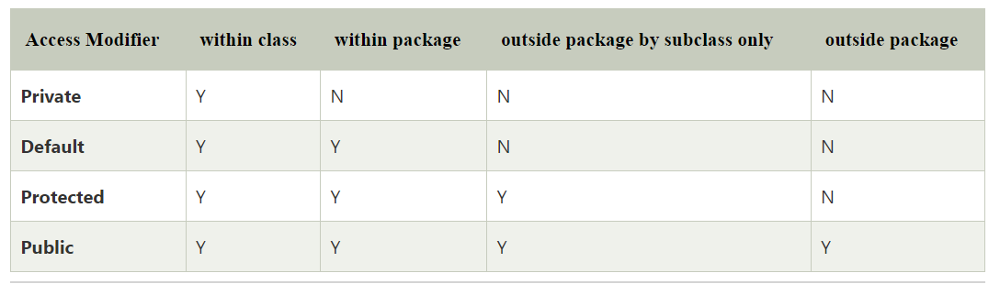 Access Modifier within class within package outside package by subclass only outside package
Private Y N N N
Default Y Y N N
Protected Y Y Y N
Public Y Y Y Y